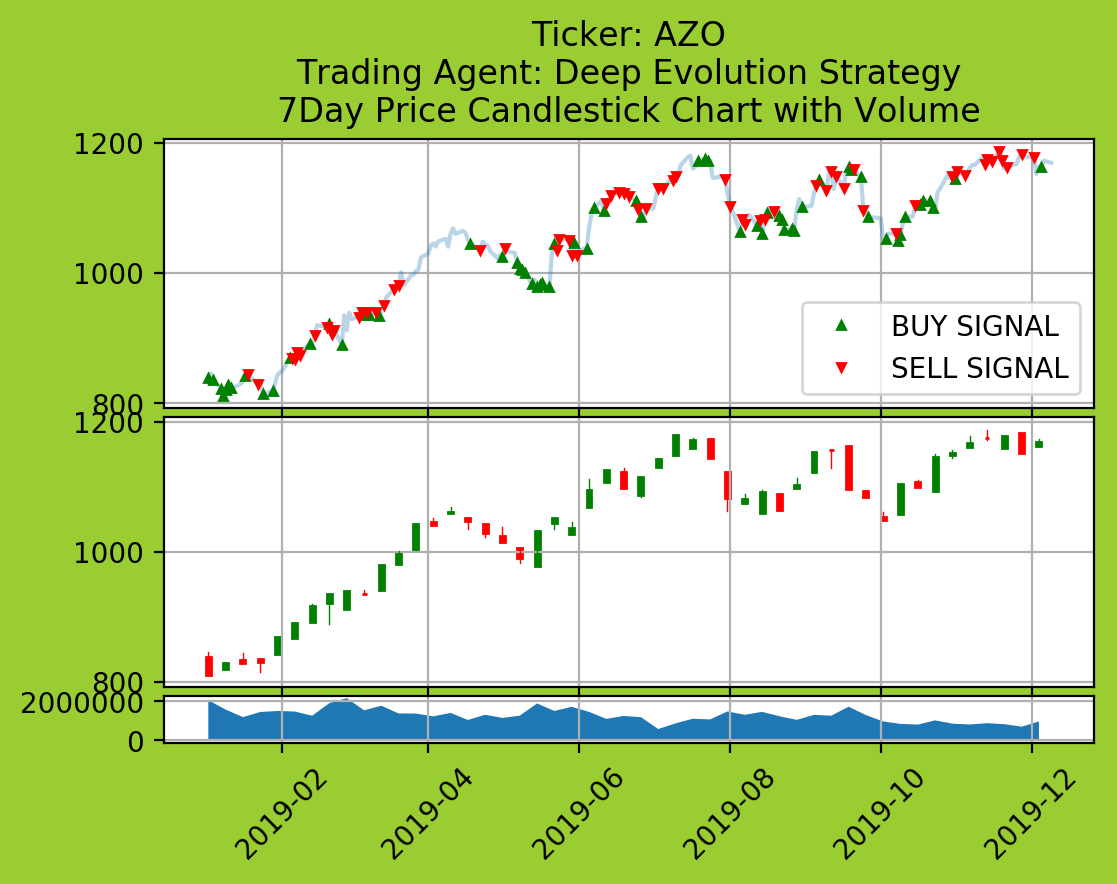 Ticker: AZO
Trading Agent: Deep Evolution Strategy
7Day Price Candlestick Chart with Volume
1200
1000
800
BUY SIGNAL
SELL SIGNAL
1200
1000
800
2000000
0
2019-02
2019-04
2019-06
2019-08
2019-10
2019-12